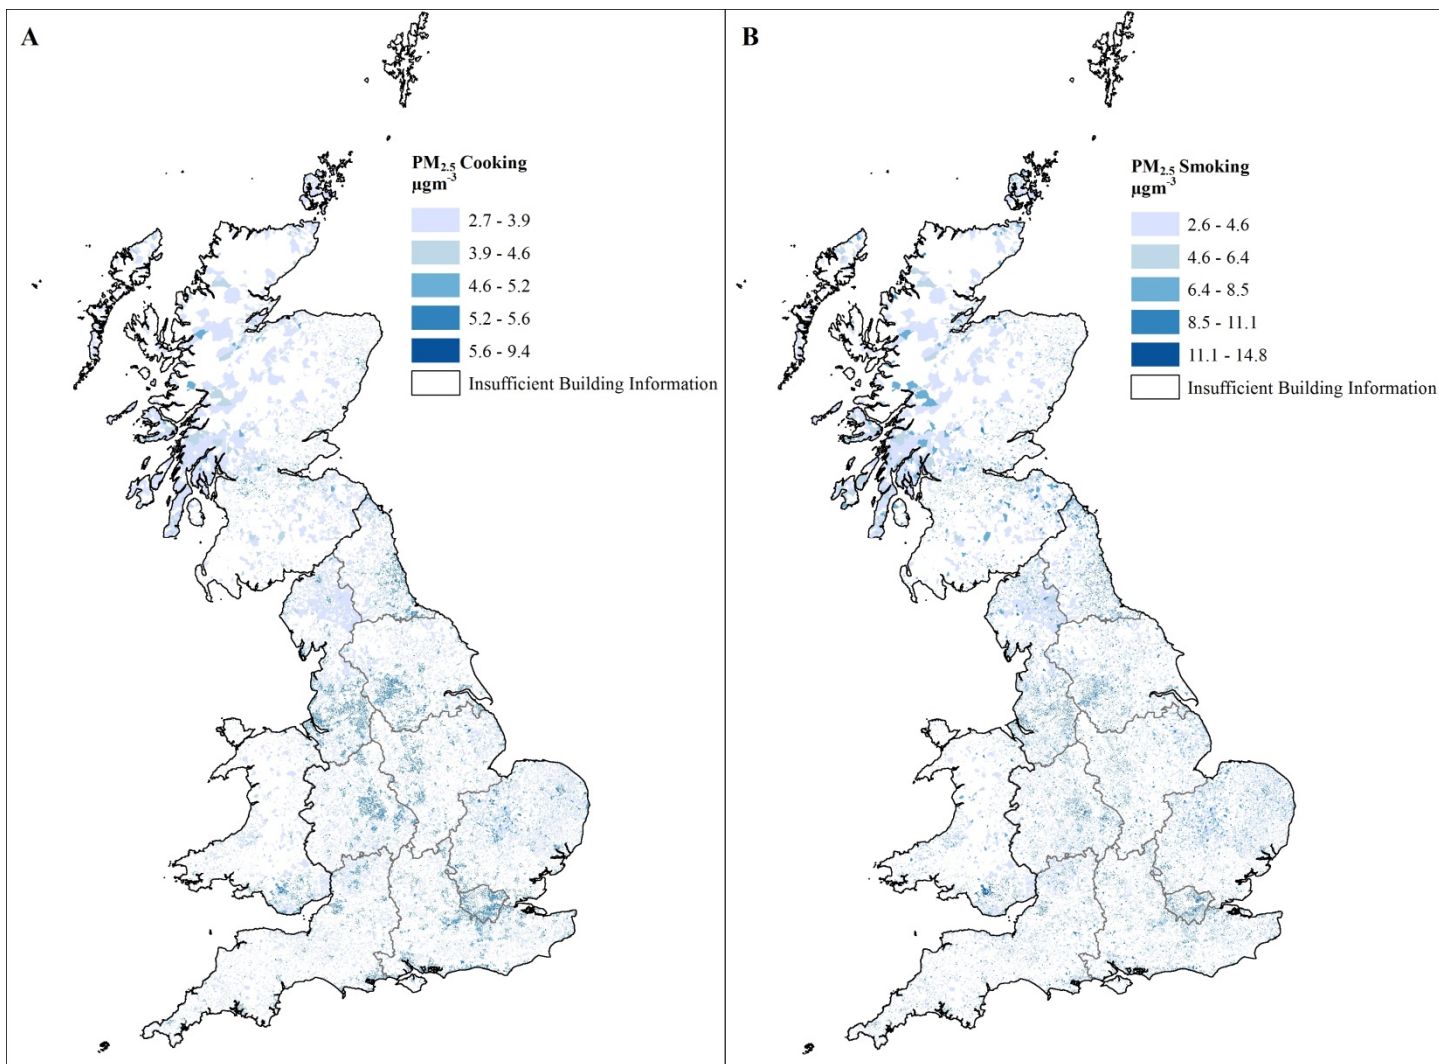 A
PM2.5 Cooking
µgm-3
2.7 - 3.9
3.9 - 4.6
4.6 - 5.2
5.2 - 5.6
5.6 - 9.4
Insufficient Building Information
B
PM2.5 Smoking
µgm-3
2.6 - 4.6
4.6 - 6.4
6.4 - 8.5
8.5 - 11.1
11.1 - 14.8
Insufficient Building Information